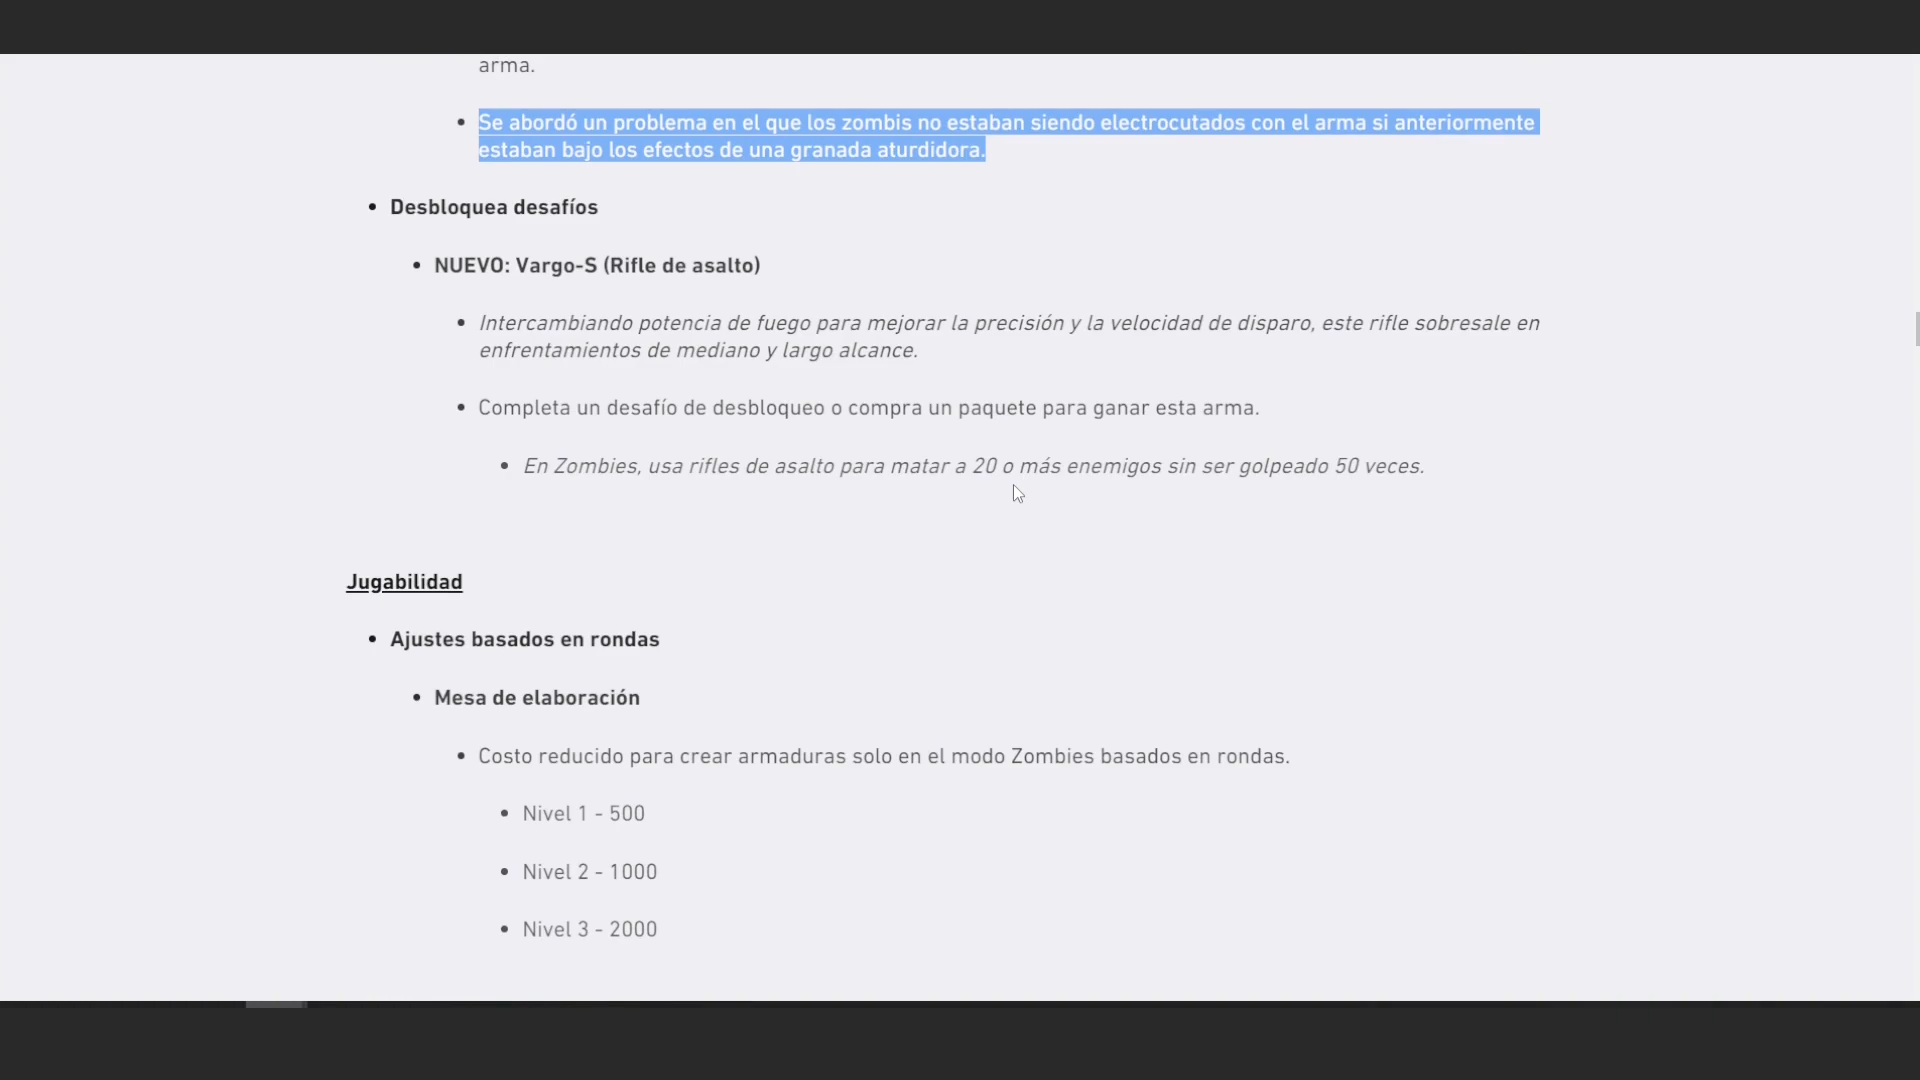 arma.
Se abordó un problema en el que los zombis no estaban siendo electrocutados con el arma si anteriormente
estaban bajo los efectos de una granada aturdidora.
Desbloquea desafíos
NUEVO: Vargo-S (Rifle de asalto)
Intercambiando potencia de fuego para mejorar la precisión y la velocidad de disparo, este rifle sobresale en
enfrentamientos de mediano y largo alcance.
Completa un desafío de desbloqueo o compra un paquete para ganar esta arma.
En Zombies, usa rifles de asalto para matar a 20 o más enemigos sin ser golpeado 50 veces.
Jugabilidad
Ajustes basados en rondas
Mesa de elaboración
Costo reducido para crear armaduras solo en el modo Zombies basados en rondas.
Nivel 1 - 500
Nivel 2 - 1000
Nivel 3 - 2000